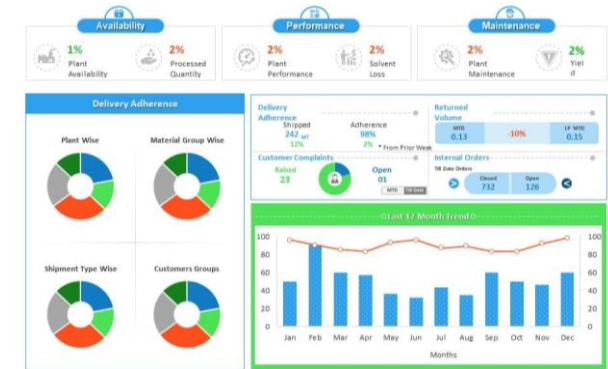 Availability
Performance
Maintenance
1%
Plant
Availability
2%
Processed
Quantity
2%
Plant
Performance
2%
Solvent
Loss
2%
Plant
Maintenance
2%
Yiel
d
Delivery Adherence
Plant Wise
Material Group Wise
Shipment Type Wise
Customers Groups
Delivery
Adherence
Shipped
242 MT
12%
Adherence
98%
2% * From Prior Week
Returned
Volume
MTD
0.13
-10%
LP MTD
0.15
Customer Complaints
Raised
23
Open
01
MTD Till Date
Internal Orders
Till Date Orders
Closed
732
Open
126
Last 12 Month Trend
100
80
60
40
20
0
100
80
60
40
20
0
Jan Feb Mar Apr May Jun Jul Aug Sep Oct Nov Dec
Months